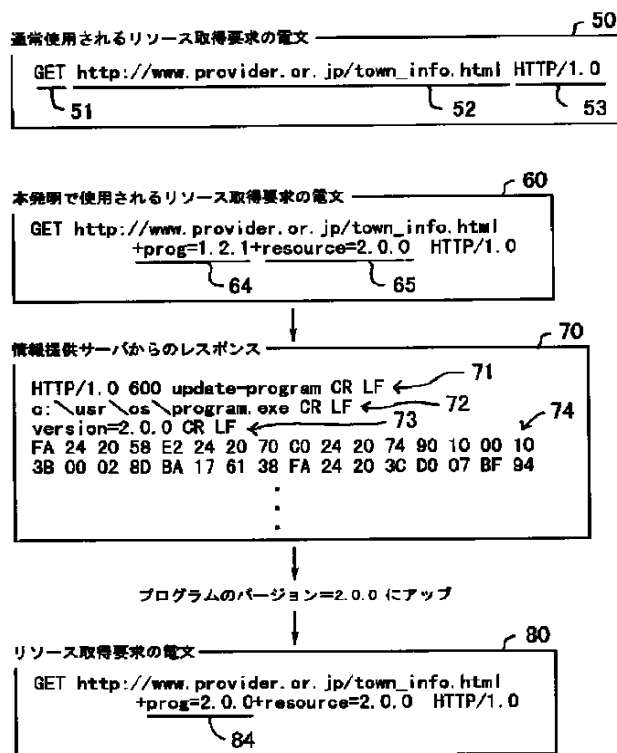 50
通常使用されるリソース取得要求の電文
GET http://www.provider.or.jp/town_info.html HTTP/1.0
51
52
53
60
本発明で使用されるリソース取得要求の電文
GET http://www.provider.or.jp/town_info.html
+prog=1.2.1+resource=2.0.0 HTTP/1.0
64
65
70
情報提供サーバからのレスポンス
HTTP/1.0 600 update-program CR LF
71
c:\usr\os\program.exe CR LF
72
version=2.0.0 CR LF
73
74
FA 24 20 58 E2 24 20 70 C0 24 20 74 90 10 00 10
3B 00 02 8D BA 17 61 38 FA 24 20 3C D0 07 BF 94
プログラムのバージョン=2.0.0 にアップ
80
リソース取得要求の電文
GET http://www.provider.or.jp/town_info.html
+prog=2.0.0+resource=2.0.0 HTTP/1.0
84